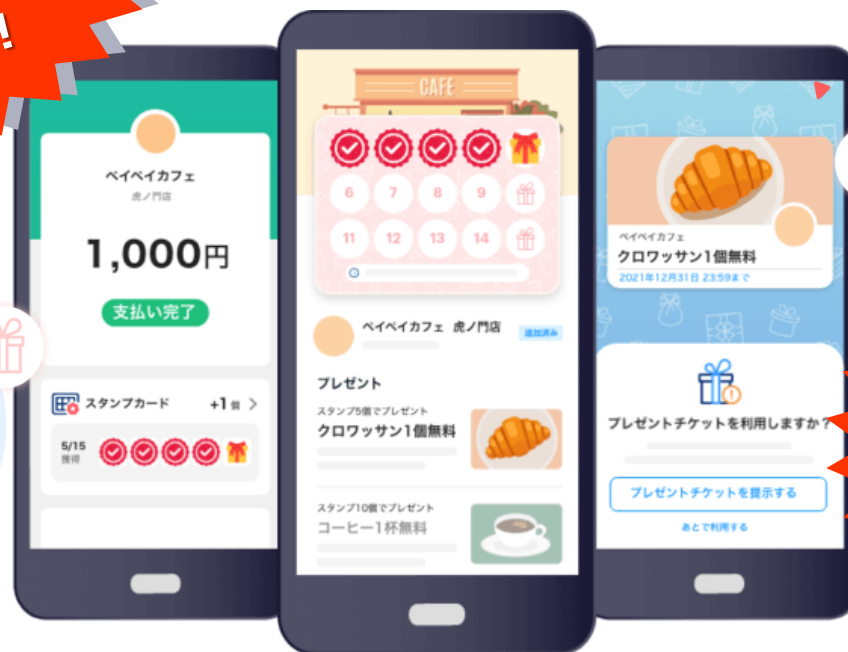 !
ペイペイカフェ
虎ノ門店
1,000円
支払い完了
スタンプカード +1個 >
5/15
獲得
CAFE
6 7 8 9
11 12 13 14
ペイペイカフェ 虎ノ門店 追加済み
プレゼント
スタンプ5個でプレゼント
クロワッサン1個無料
スタンプ10個でプレゼント
コーヒー1杯無料
ペイペイカフェ
クロワッサン1個無料
2021年12月31日 23:59まで
プレゼントチケットを利用しますか?
プレゼントチケットを提示する
あとで利用する